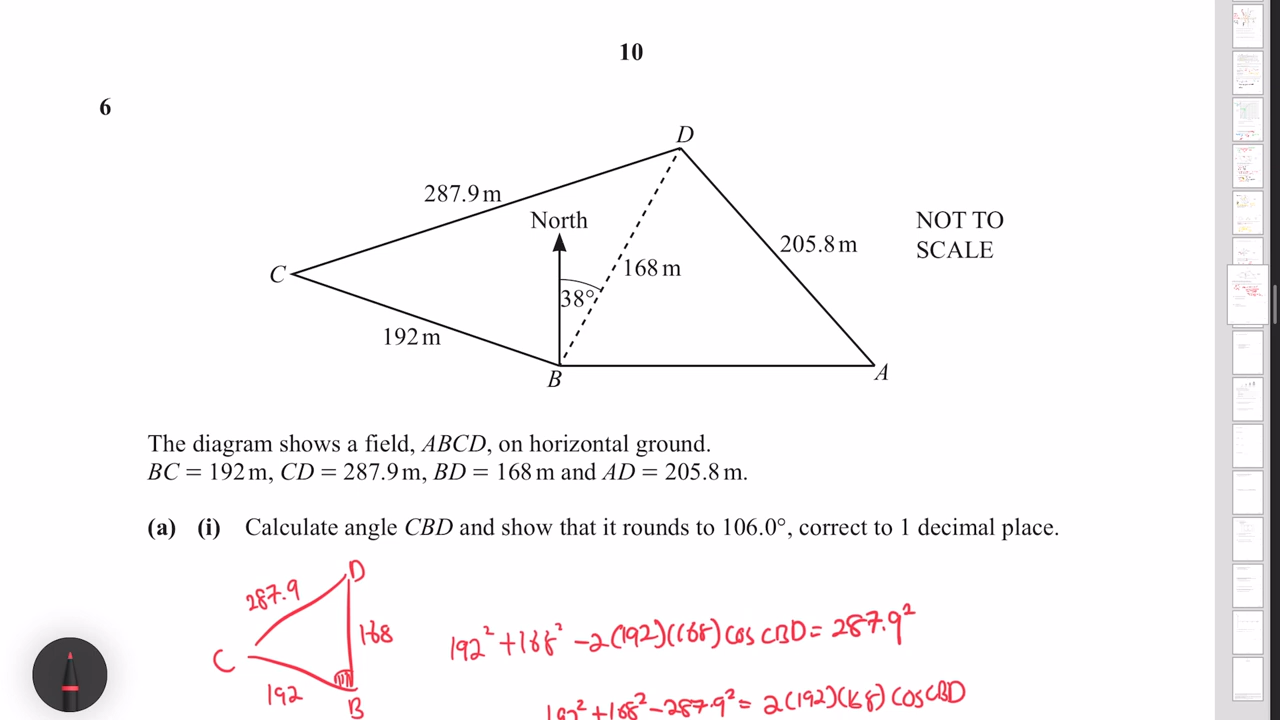 10
6
D
287.9 m
North
205.8 m
NOT TO
SCALE
C
168 m
38°
192 m
B
A
The diagram shows a field, ABCD, on horizontal ground.
BC = 192 m, CD = 287.9 m, BD = 168 m and AD = 205.8 m.
(a) (i) Calculate angle CBD and show that it rounds to 106.0°, correct to 1 decimal place.
D
287.9
168
C
192
B
192² + 168² - 2(192)(168) cos CBD = 287.9²
192² + 168² - 287.9² = 2(192)(168) cos CBD